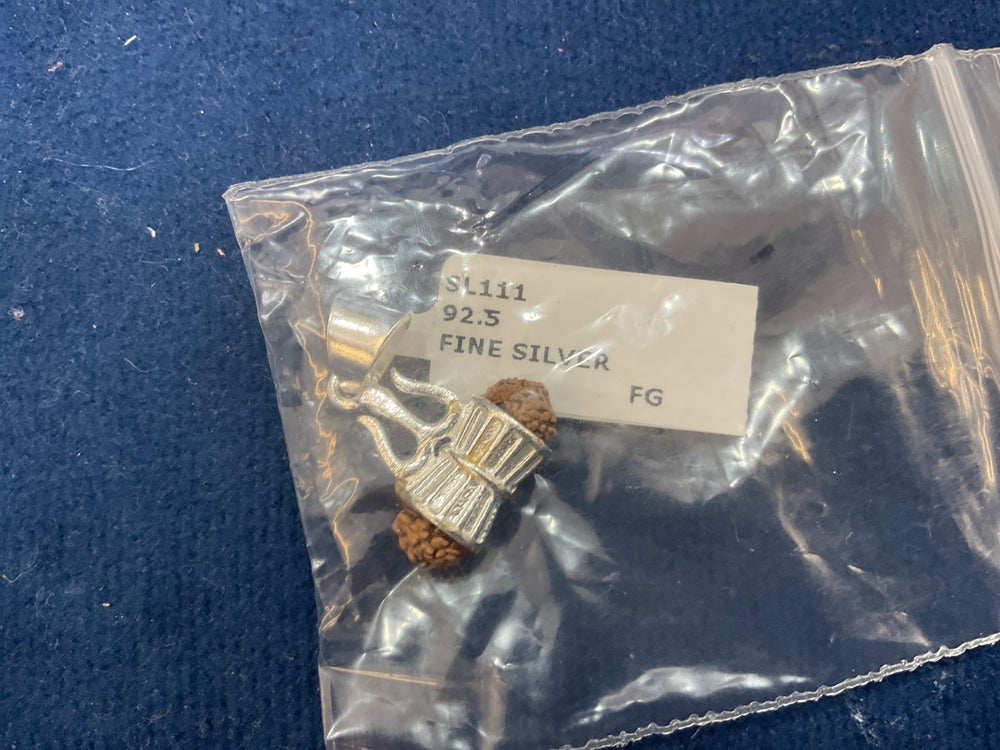 SL111
92.5
FINE SILVER
FG